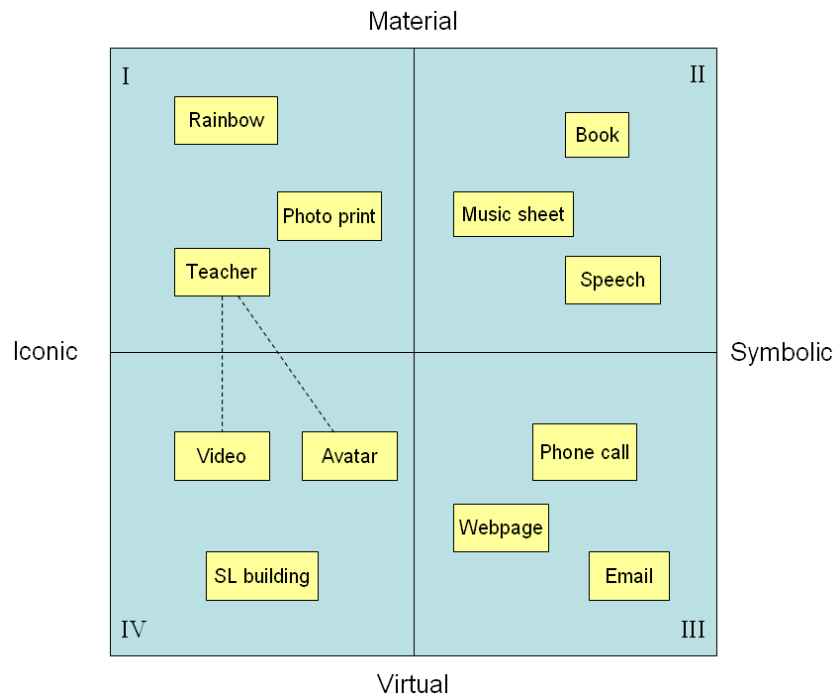 Material
I
II
Rainbow
Book
Photo print
Music sheet
Teacher
Speech
Iconic
Symbolic
Video
Avatar
Phone call
Webpage
SL building
Email
IV
III
Virtual